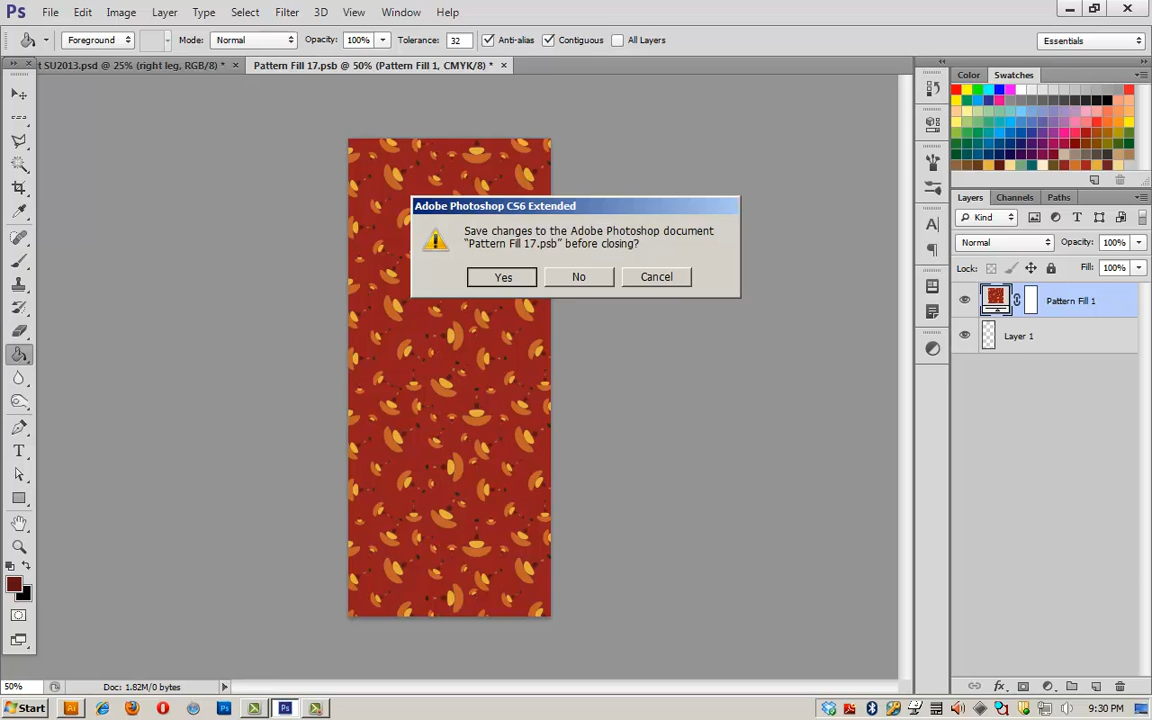 Ps File Edit Image Layer Type Select Filter 3D View Window Help
Foreground Mode: Normal Opacity: 100% Tolerance: 32 Anti-alias Contiguous All Layers Essentials
t SU2013.psd @ 25% (right leg, RGB/8) * × Pattern Fill 17.psb @ 50% (Pattern Fill 1, CMYK/8) * ×
Color Swatches
Adobe Photoshop CS6 Extended
Save changes to the Adobe Photoshop document
“Pattern Fill 17.psb” before closing?
Yes No Cancel
Layers Channels Paths
Kind
Normal Opacity: 100%
Lock: Fill: 100%
Pattern Fill 1
Layer 1
50% Doc: 1.82M/0 bytes
Start 9:30 PM